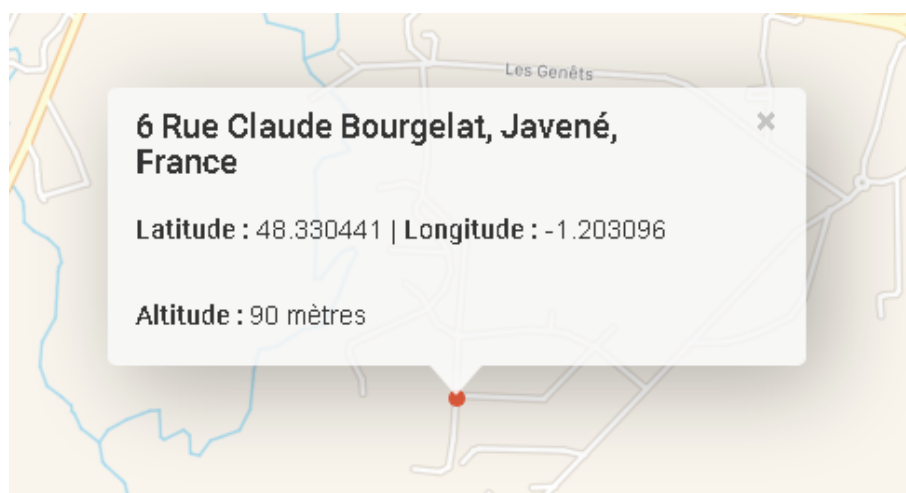 Les Genêts
6 Rue Claude Bourgelat, Javené,
France
Latitude : 48.330441 | Longitude : -1.203096
Altitude : 90 mètres